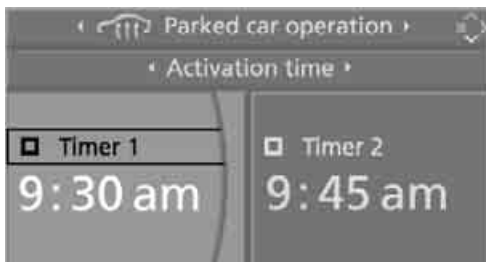 Parked car operation
Activation time
Timer 1
9:30 am
Timer 2
9:45 am